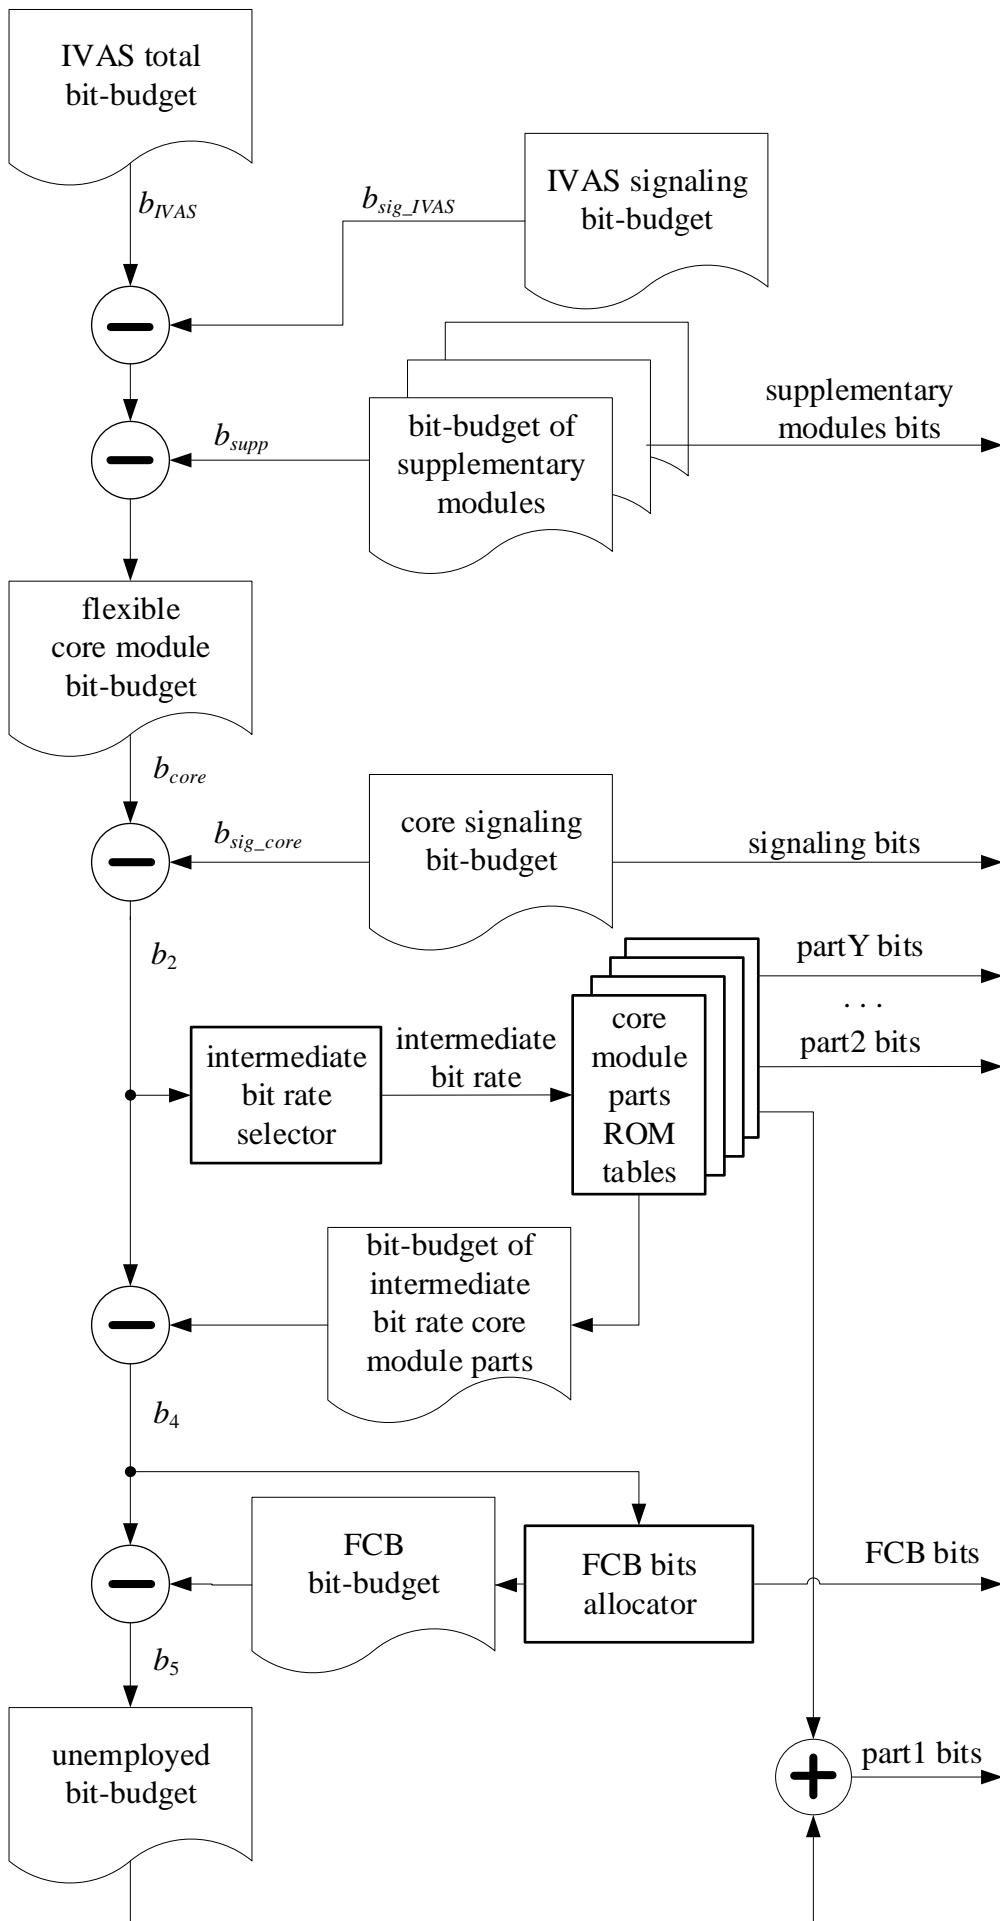 IVAS total
bit-budget
b_IVAS
b_sig_IVAS
IVAS signaling
bit-budget
b_supp
bit-budget of
supplementary
modules
supplementary
modules bits
flexible
core module
bit-budget
b_core
b_sig_core
core signaling
bit-budget
signaling bits
b_2
partY bits
. . .
part2 bits
intermediate
bit rate
selector
intermediate
bit rate
core
module
parts
ROM
tables
bit-budget of
intermediate
bit rate core
module parts
b_4
FCB
bit-budget
FCB bits
allocator
FCB bits
b_5
unemployed
bit-budget
part1 bits